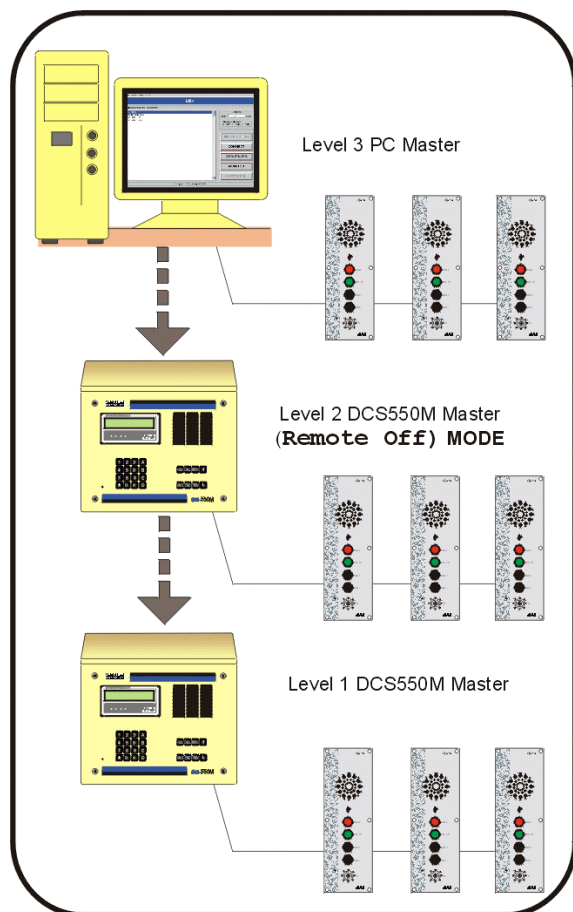 Level 3 PC Master
Level 2 DCS550M Master
(Remote Off) MODE
Level 1 DCS550M Master